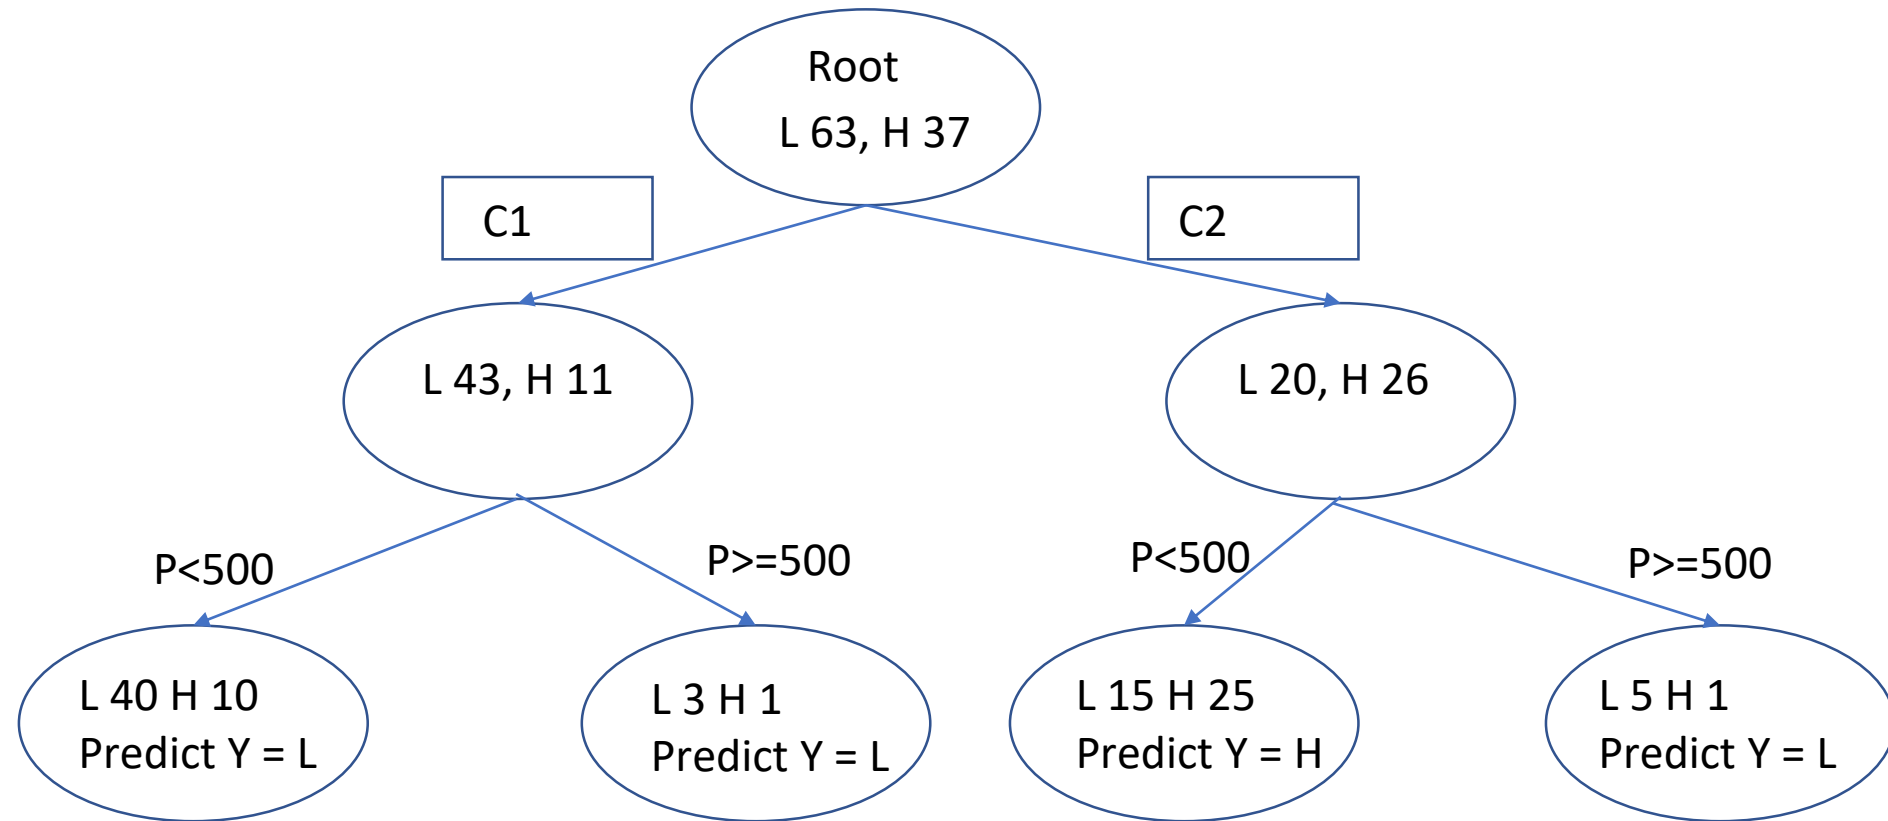 Root
L 63, H 37
C1
C2
L 43, H 11
L 20, H 26
P<500
P>=500
P<500
P>=500
L 40 H 10
Predict Y = L
L 3 H 1
Predict Y = L
L 15 H 25
Predict Y = H
L 5 H 1
Predict Y = L